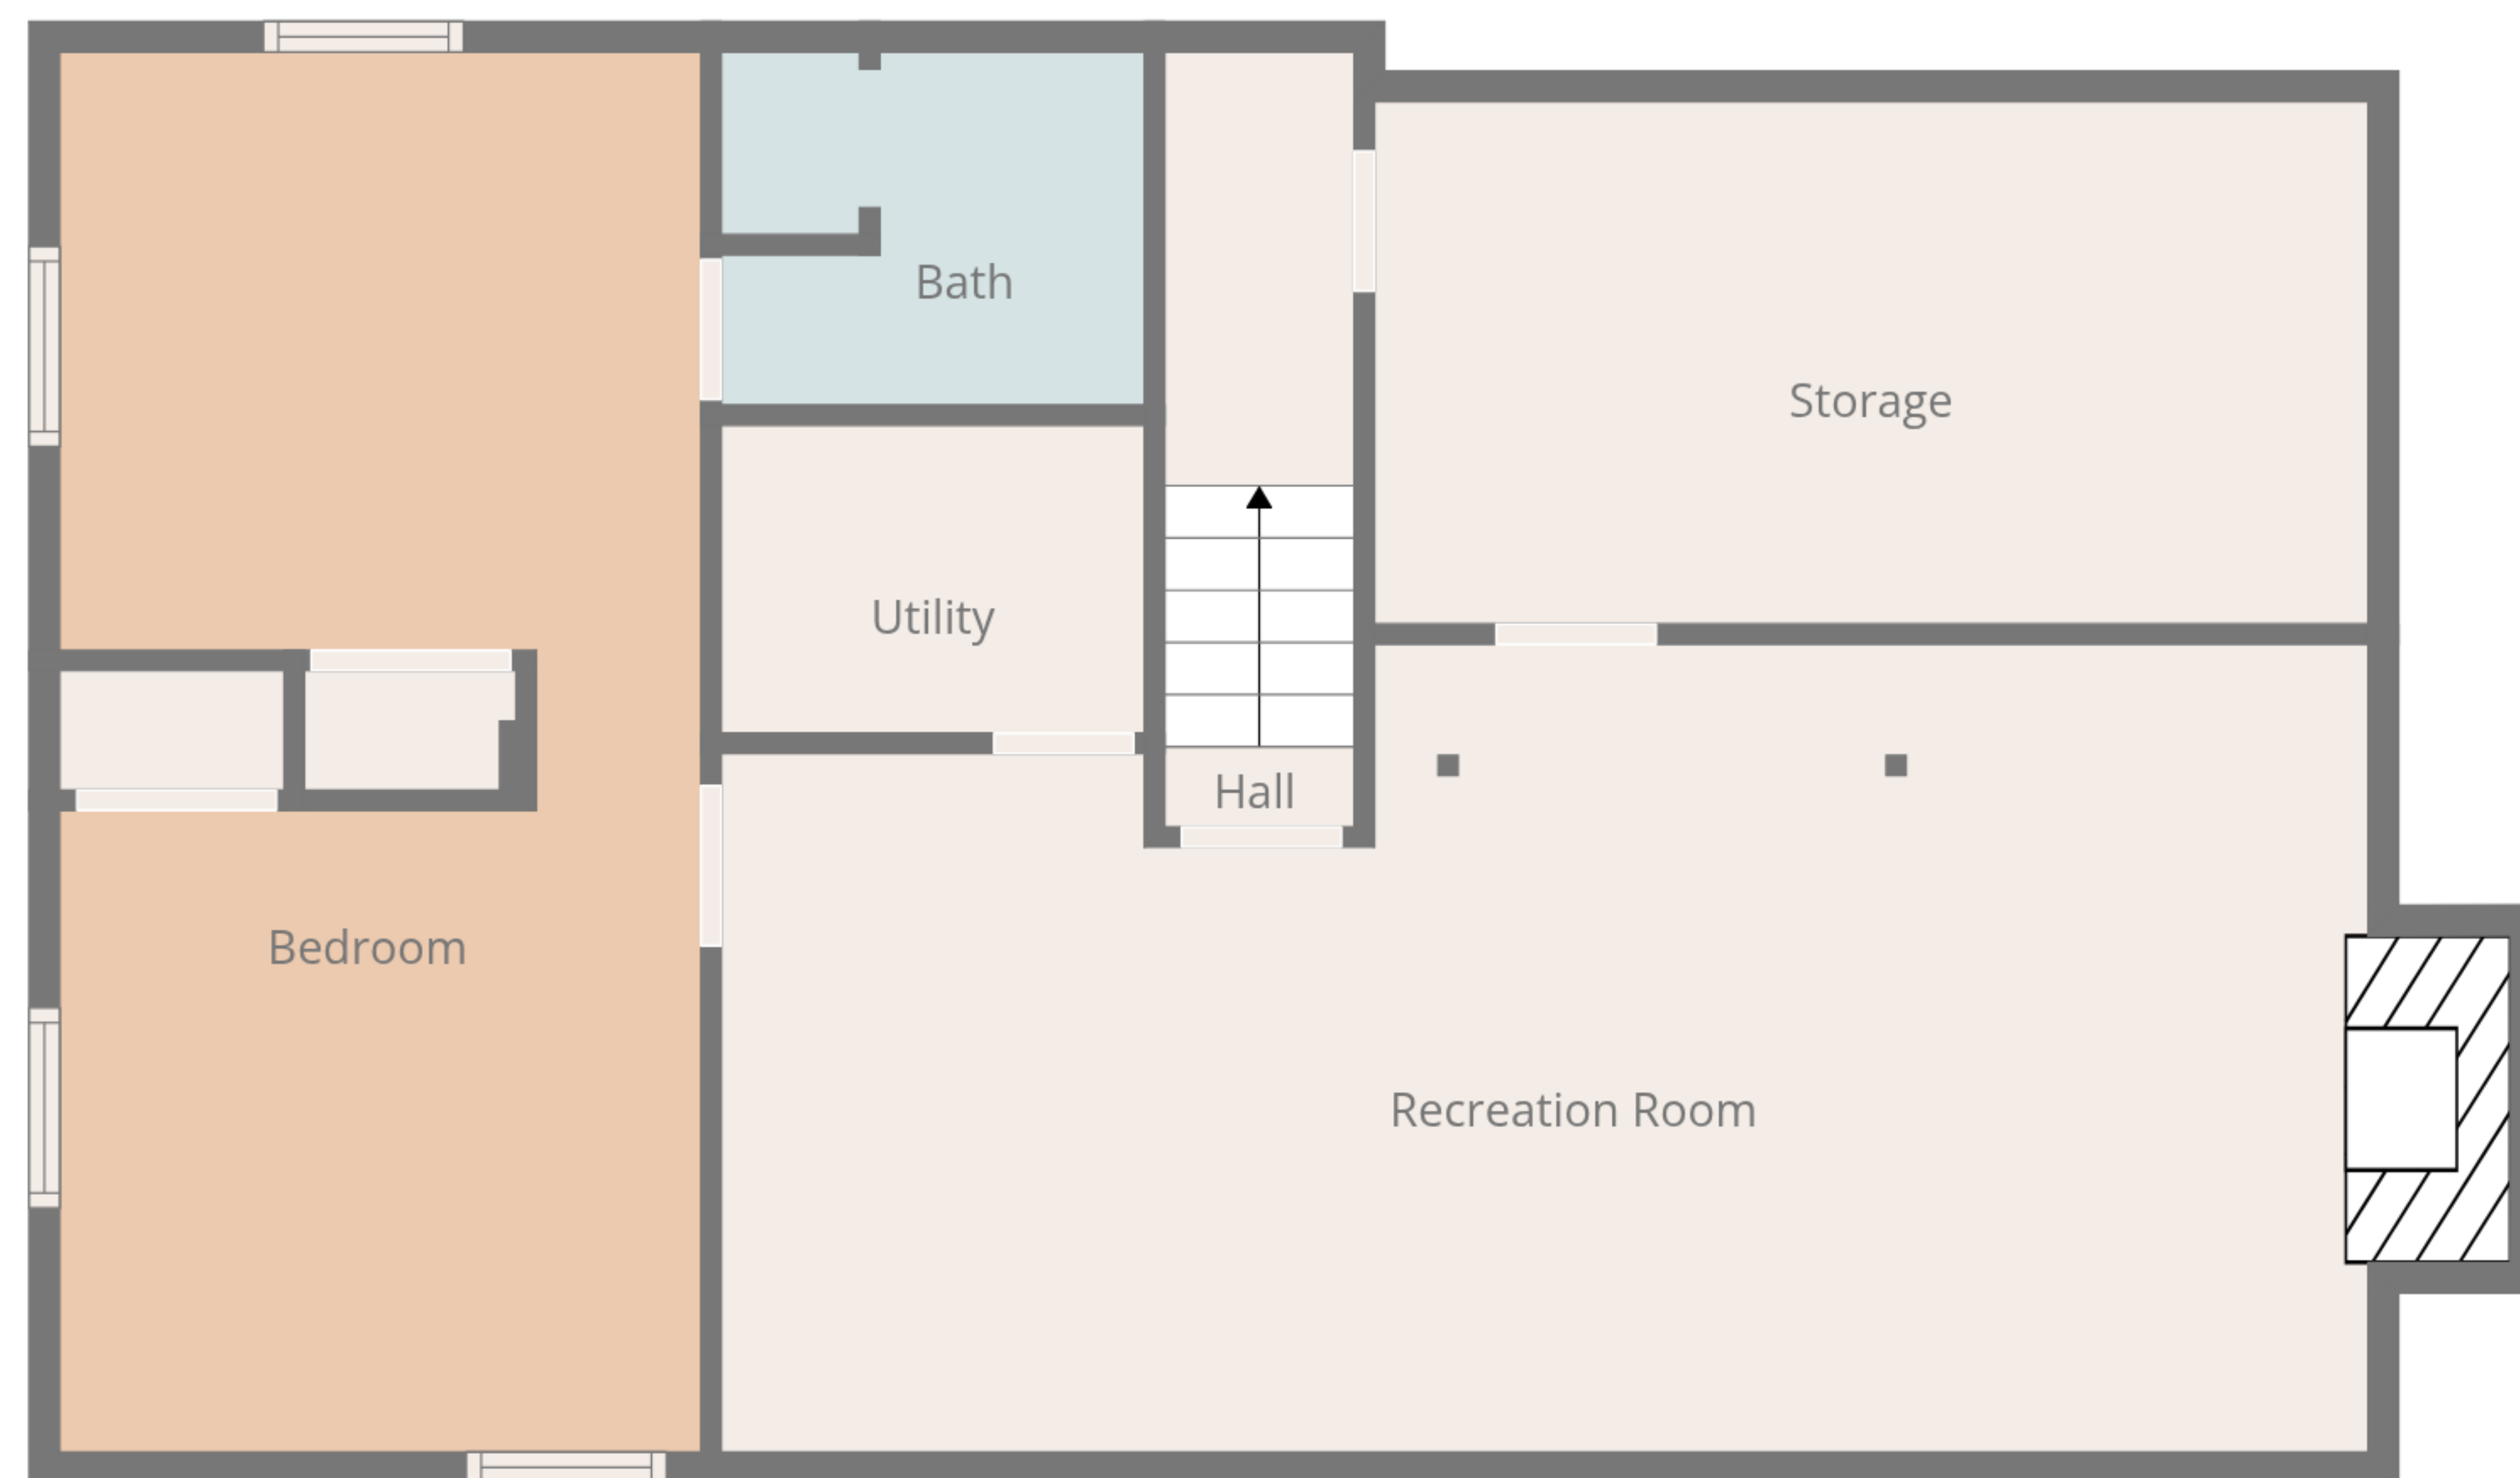 Bath
Storage
Utility
Hall
Bedroom
Recreation Room